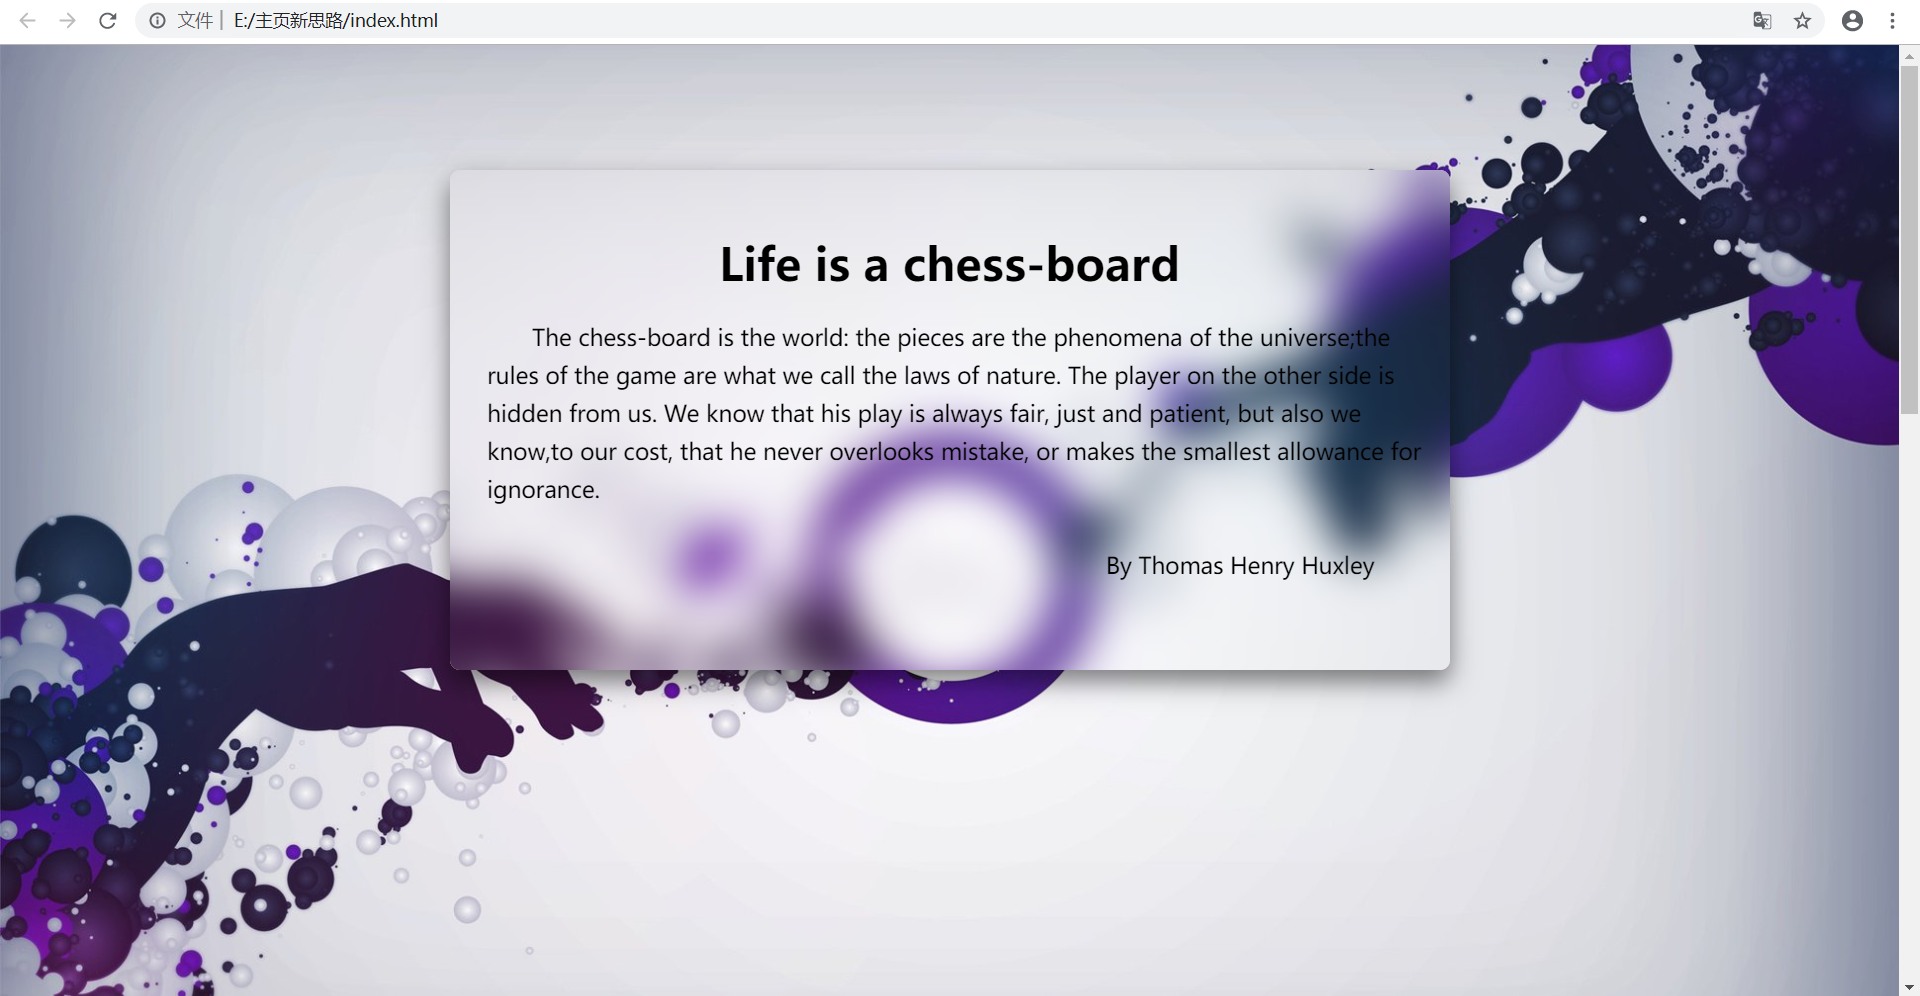 文件 | E:/主页新思路/index.html
Life is a chess-board
The chess-board is the world: the pieces are the phenomena of the universe;the
rules of the game are what we call the laws of nature. The player on the other side is
hidden from us. We know that his play is always fair, just and patient, but also we
know,to our cost, that he never overlooks mistake, or makes the smallest allowance for
ignorance.
By Thomas Henry Huxley